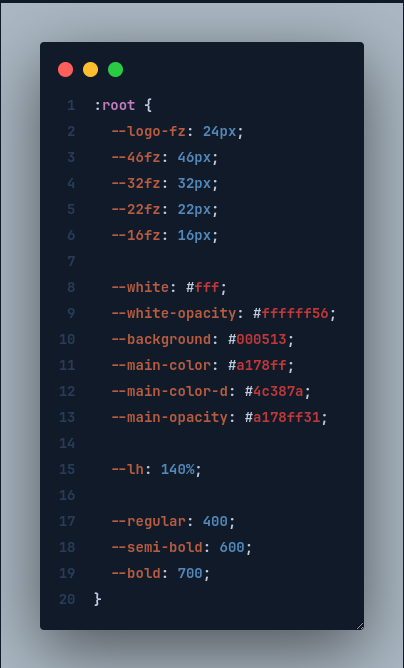 1 :root {
2   --logo-fz: 24px;
3   --46fz: 46px;
4   --32fz: 32px;
5   --22fz: 22px;
6   --16fz: 16px;
7
8   --white: #fff;
9   --white-opacity: #ffffff56;
10   --background: #000513;
11   --main-color: #a178ff;
12   --main-color-d: #4c387a;
13   --main-opacity: #a178ff31;
14
15   --lh: 140%;
16
17   --regular: 400;
18   --semi-bold: 600;
19   --bold: 700;
20 }